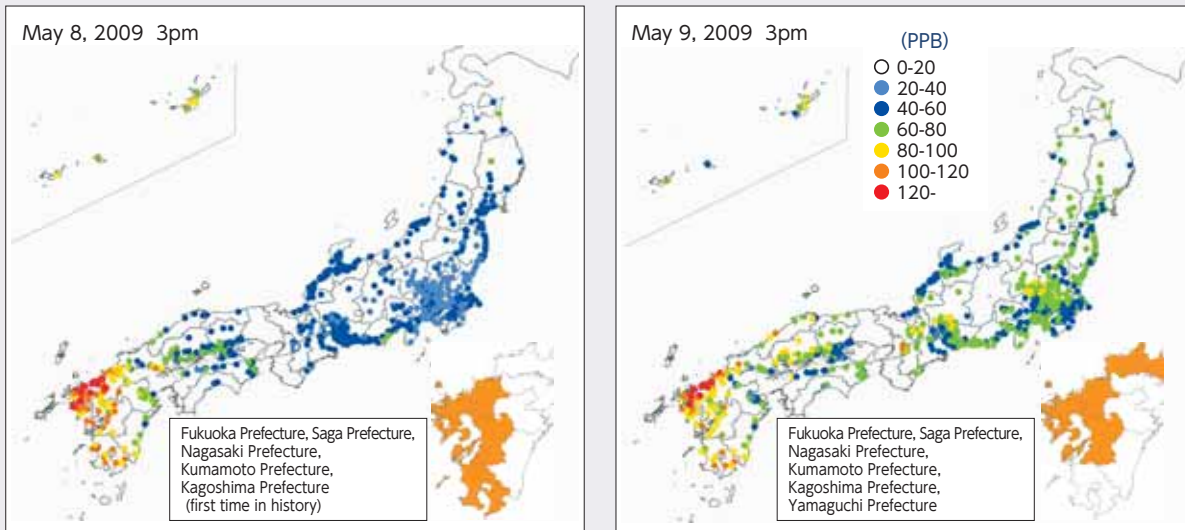 May 8, 2009 3pm
Fukuoka Prefecture, Saga Prefecture,
Nagasaki Prefecture,
Kumamoto Prefecture,
Kagoshima Prefecture
(first time in history)
May 9, 2009 3pm
(PPB)
0-20
20-40
40-60
60-80
80-100
100-120
120-
Fukuoka Prefecture, Saga Prefecture,
Nagasaki Prefecture,
Kumamoto Prefecture,
Kagoshima Prefecture,
Yamaguchi Prefecture